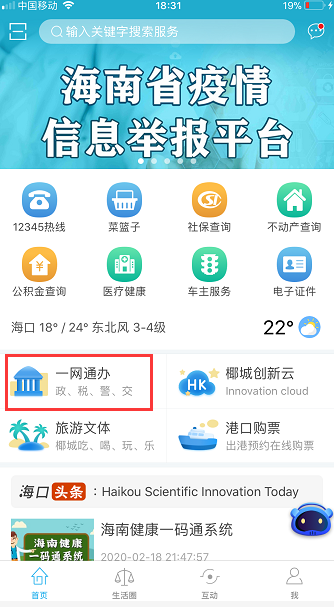 中国移动
18:31
19%
输入关键字搜索服务
海南省疫情
信息举报平台
12345热线
菜篮子
社保查询
不动产查询
公积金查询
医疗健康
车主服务
电子证件
海口 18° / 24° 东北风 3-4级
22°
一网通办
政、税、警、交
HK
椰城创新云
Innovation cloud
旅游文体
椰城吃、喝、玩、乐
港口购票
出港预约在线购票
海口头条 : Haikou Scientific Innovation Today
海南健康
一码通系统
海南健康一码通系统
2020-02-18 21:47:57
首页
生活圈
互动
我